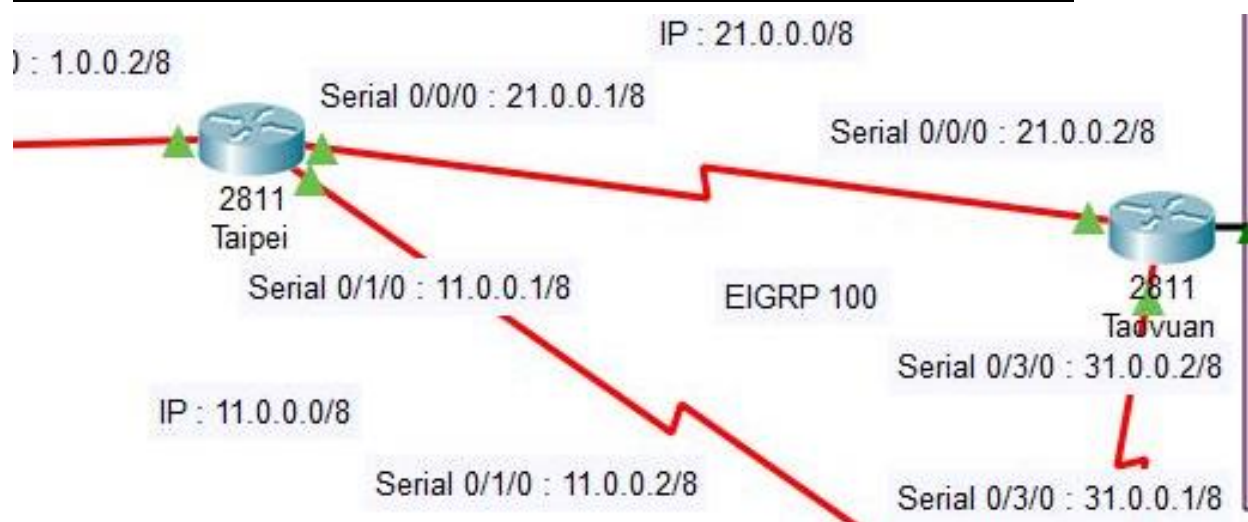 IP : 21.0.0.0/8
) : 1.0.0.2/8
Serial 0/0/0 : 21.0.0.1/8
Serial 0/0/0 : 21.0.0.2/8
2811
Taipei
Serial 0/1/0 : 11.0.0.1/8
EIGRP 100
2811
Taoyuan
Serial 0/3/0 : 31.0.0.2/8
IP : 11.0.0.0/8
Serial 0/1/0 : 11.0.0.2/8
Serial 0/3/0 : 31.0.0.1/8